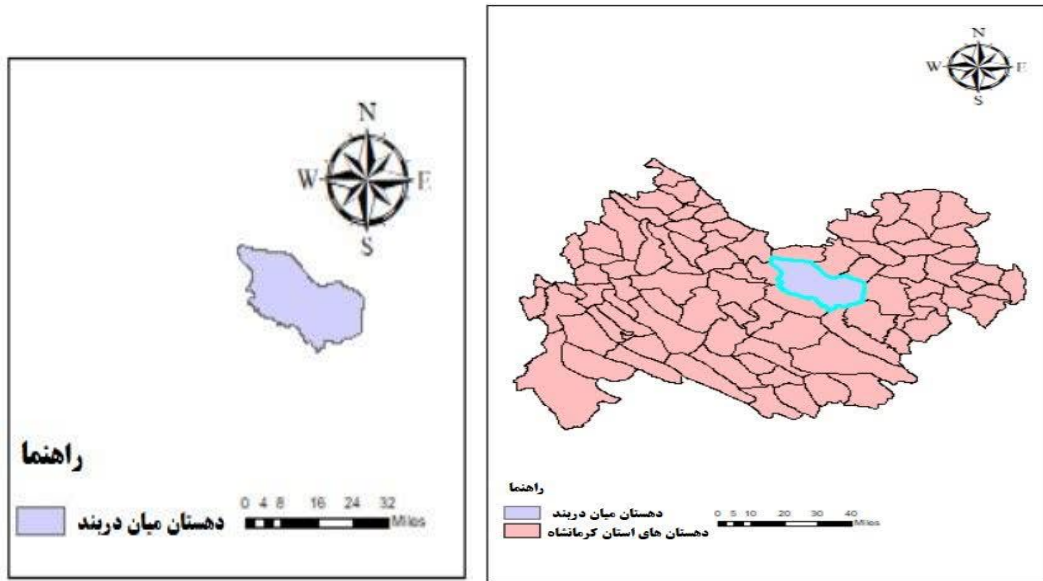 N
W E
S
راهنما
دهستان میان دربند
0 4 8 16 24 32
Miles
N
W E
S
راهنما
دهستان میان دربند
دهستان های استان کرمانشاه
0 5 10 20 30 40
Miles